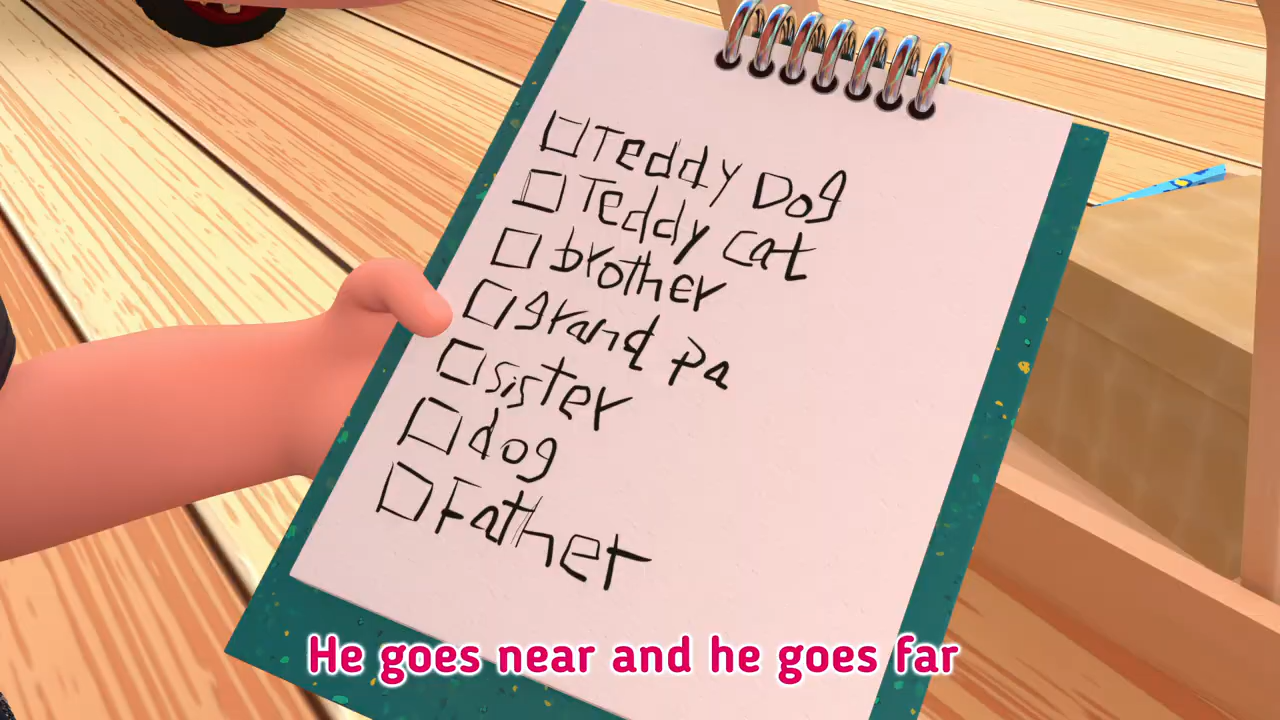 Teddy Dog
Teddy cat
brother
grand pa
sister
dog
Father
He goes near and he goes far